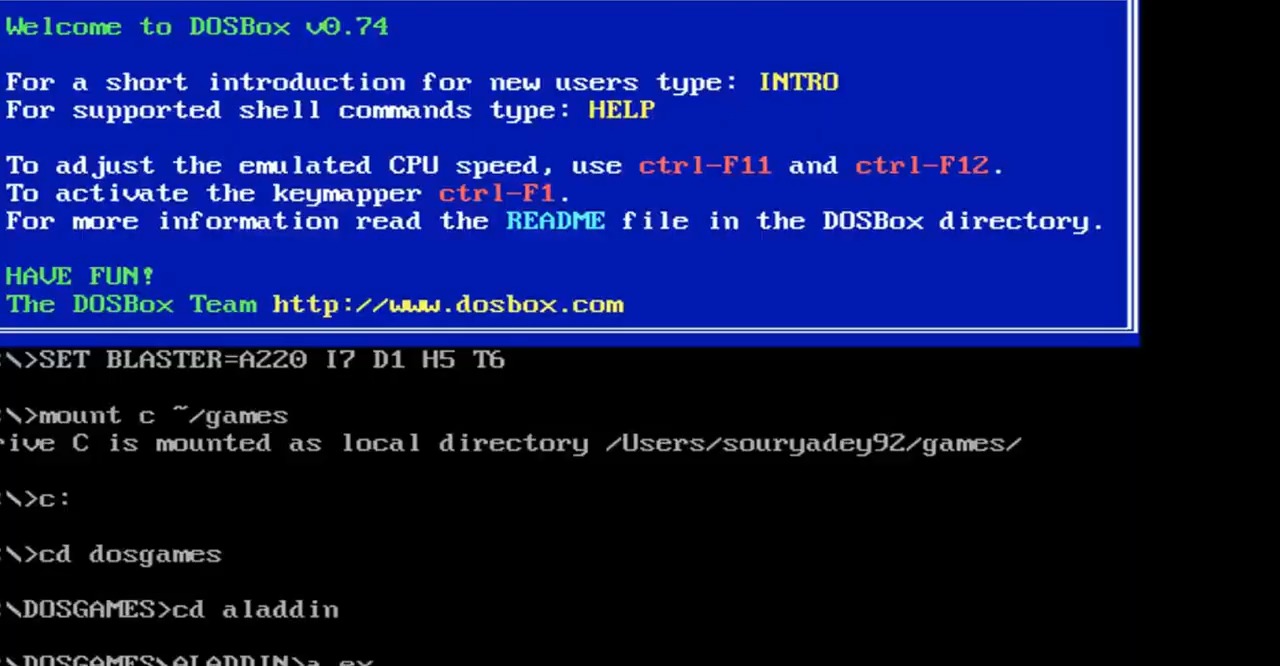 Welcome to DOSBox v0.74
For a short introduction for new users type: INTRO
For supported shell commands type: HELP
To adjust the emulated CPU speed, use ctrl-F11 and ctrl-F12.
To activate the keymapper ctrl-F1.
For more information read the README file in the DOSBox directory.
HAVE FUN!
The DOSBox Team http://www.dosbox.com
:\>SET BLASTER=A220 I7 D1 H5 T6
:\>mount c ~/games
rive C is mounted as local directory /Users/souryadey92/games/
:\>c:
:\>cd dosgames
:\DOSGAMES>cd aladdin
:\DOSGAMES\ALADDIN>a.ex